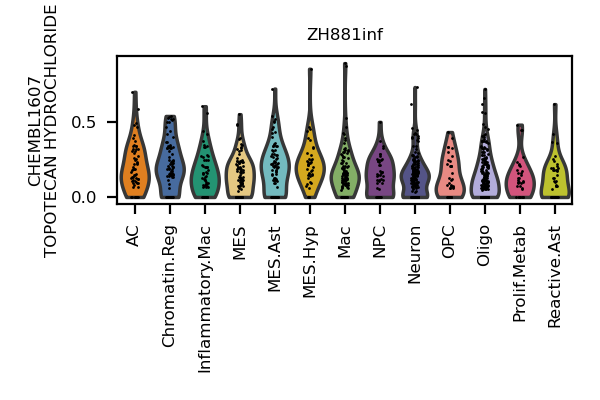 ZH881inf
CHEMBL1607
TOPOTECAN HYDROCHLORIDE
0.5
0.0
AC
Chromatin.Reg
Inflammatory.Mac
MES
MES.Ast
MES.Hyp
Mac
NPC
Neuron
OPC
Oligo
Prolif.Metab
Reactive.Ast